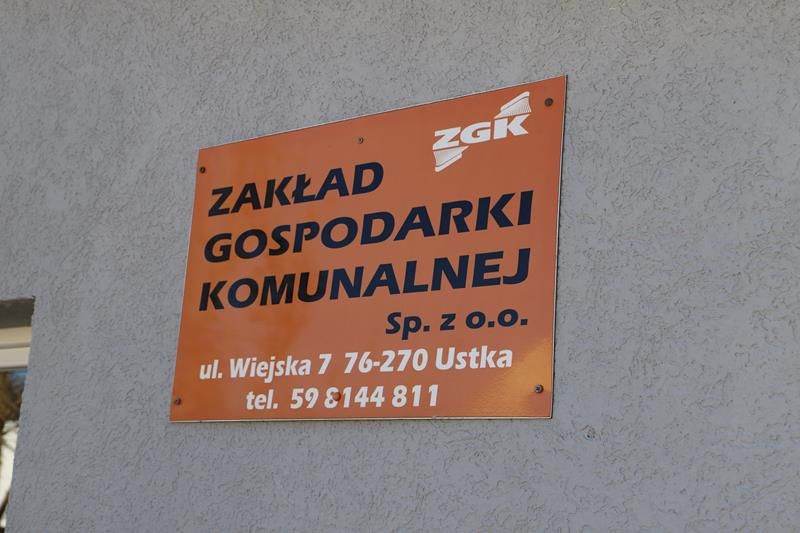 ZGK
ZAKŁAD
GOSPODARKI
KOMUNALNEJ
Sp. z o.o.
ul. Wiejska 7 76-270 Ustka
tel. 59 8144 811